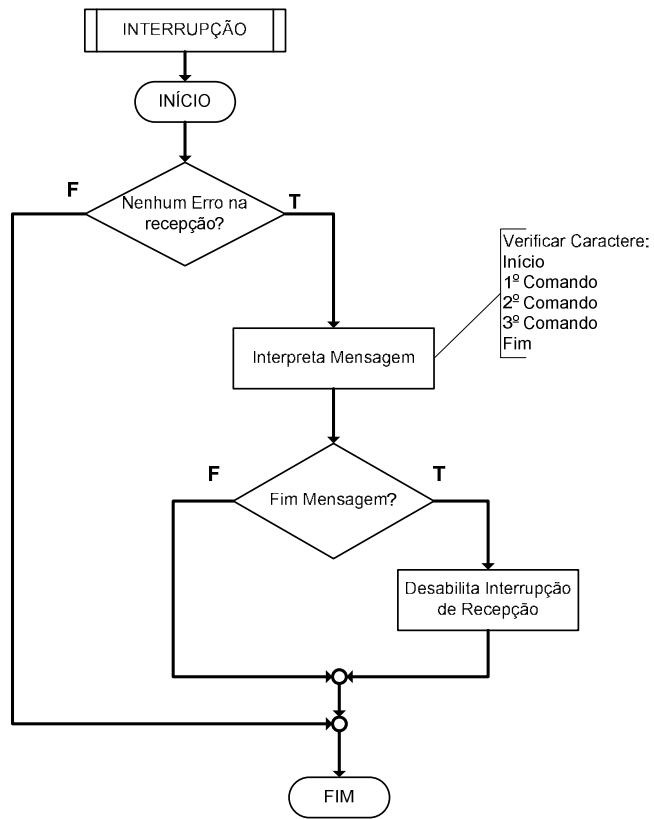 INTERRUPÇÃO
INÍCIO
F
T
Nenhum Erro na
recepção?
Verificar Caractere:
Início
1º Comando
2º Comando
3º Comando
Fim
Interpreta Mensagem
F
T
Fim Mensagem?
Desabilita Interrupção
de Recepção
FIM